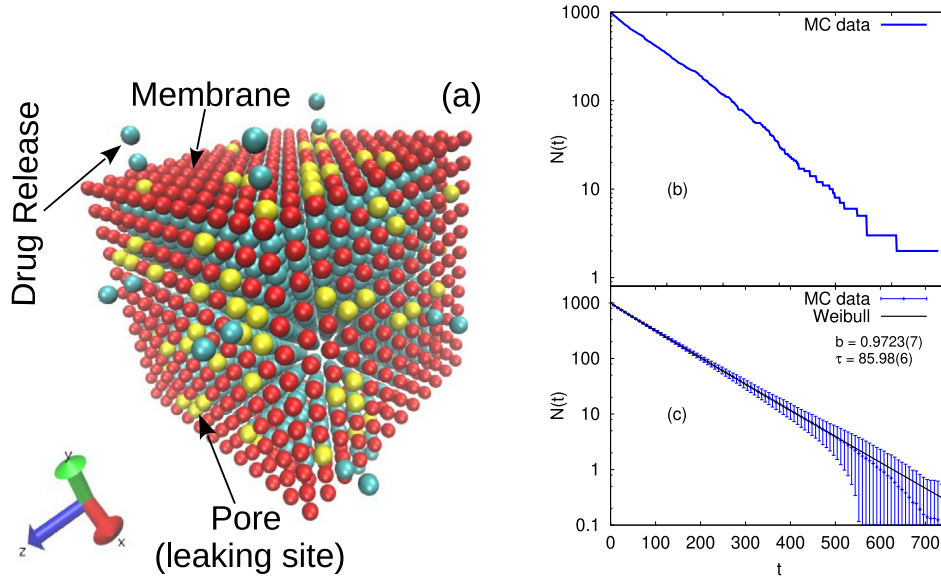 (a)
Membrane
Drug Release
Pore
(leaking site)
y
z
x
1000
100
10
1
N(t)
MC data
(b)
1000
100
10
1
0.1
N(t)
MC data
Weibull
b = 0.9723(7)
τ = 85.98(6)
(c)
0 100 200 300 400 500 600 700
t